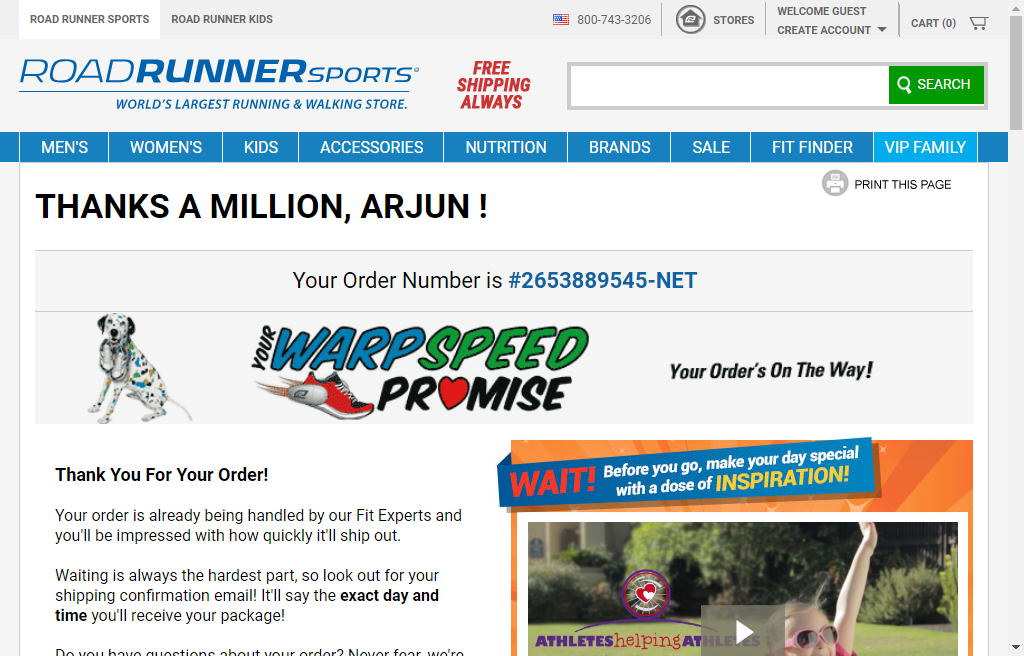 ROAD RUNNER SPORTS
ROAD RUNNER KIDS
800-743-3206
STORES
WELCOME GUEST
CREATE ACCOUNT
CART (0)
ROADRUNNERSPORTS®
WORLD'S LARGEST RUNNING & WALKING STORE.
FREE
SHIPPING
ALWAYS
SEARCH
MEN'S
WOMEN'S
KIDS
ACCESSORIES
NUTRITION
BRANDS
SALE
FIT FINDER
VIP FAMILY
PRINT THIS PAGE
THANKS A MILLION, ARJUN !
Your Order Number is #2653889545-NET
YOUR WARP SPEED
PROMISE
Your Order's On The Way!
Thank You For Your Order!
Your order is already being handled by our Fit Experts and
you'll be impressed with how quickly it'll ship out.
Waiting is always the hardest part, so look out for your
shipping confirmation email! It'll say the exact day and
time you'll receive your package!
Do you have questions about your order? Never fear, we're
WAIT! Before you go, make your day special
with a dose of INSPIRATION!
ATHLETEShelpingATHLETES